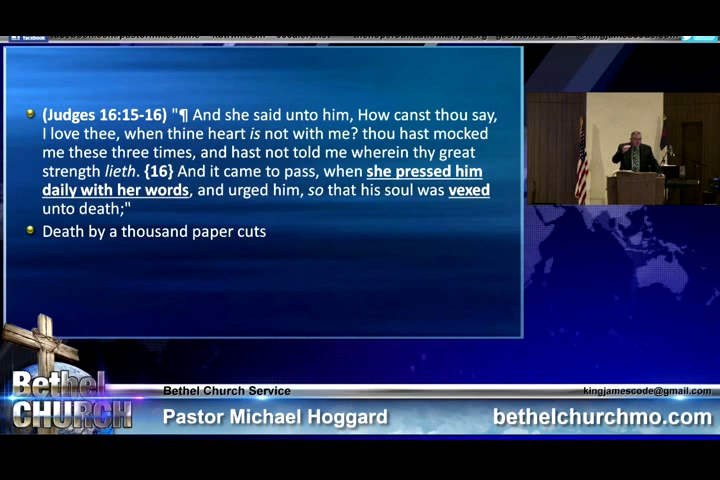 (Judges 16:15-16) "¶ And she said unto him, How canst thou say,
I love thee, when thine heart is not with me? thou hast mocked
me these three times, and hast not told me wherein thy great
strength lieth. {16} And it came to pass, when she pressed him
daily with her words, and urged him, so that his soul was vexed
unto death;"
Death by a thousand paper cuts
Bethel
CHURCH
Bethel Church Service
kingjamescode@gmail.com
Pastor Michael Hoggard
bethelchurchmo.com